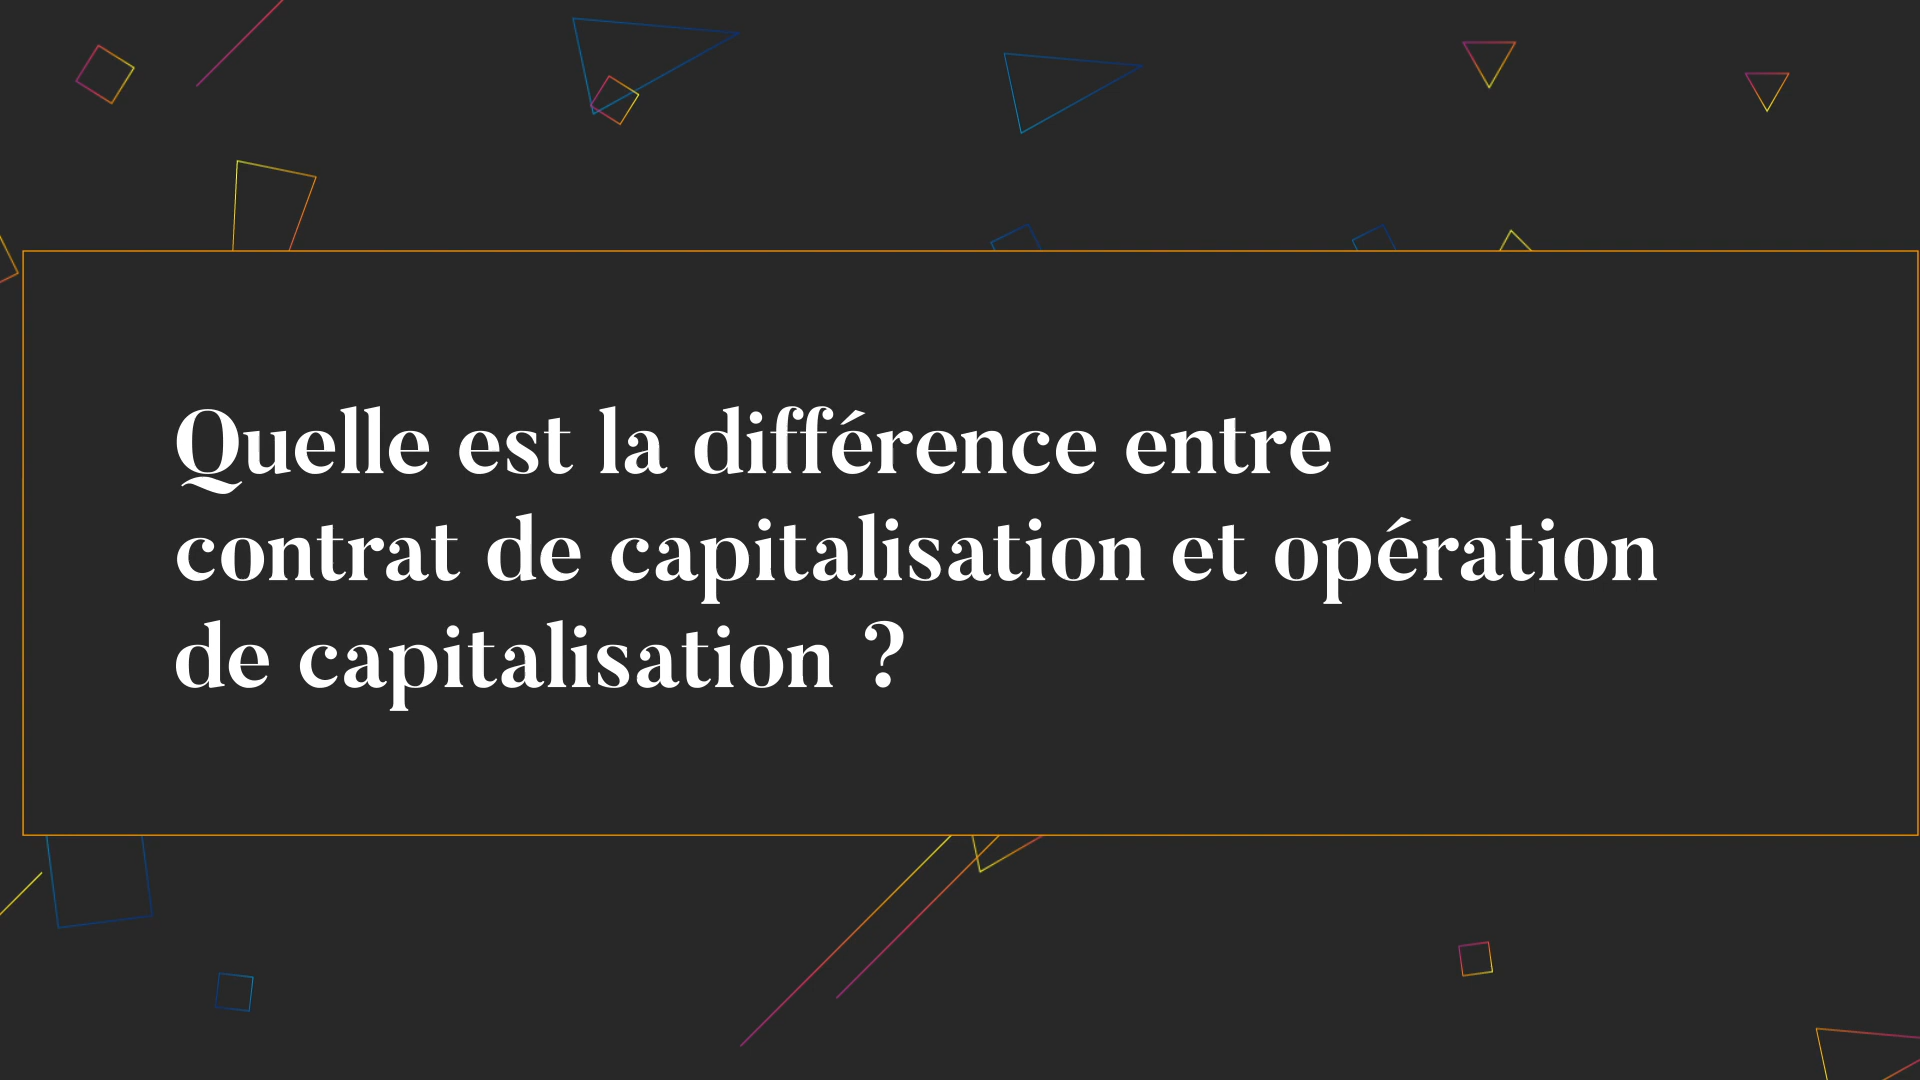 Quelle est la différence entre
contrat de capitalisation et opération
de capitalisation ?